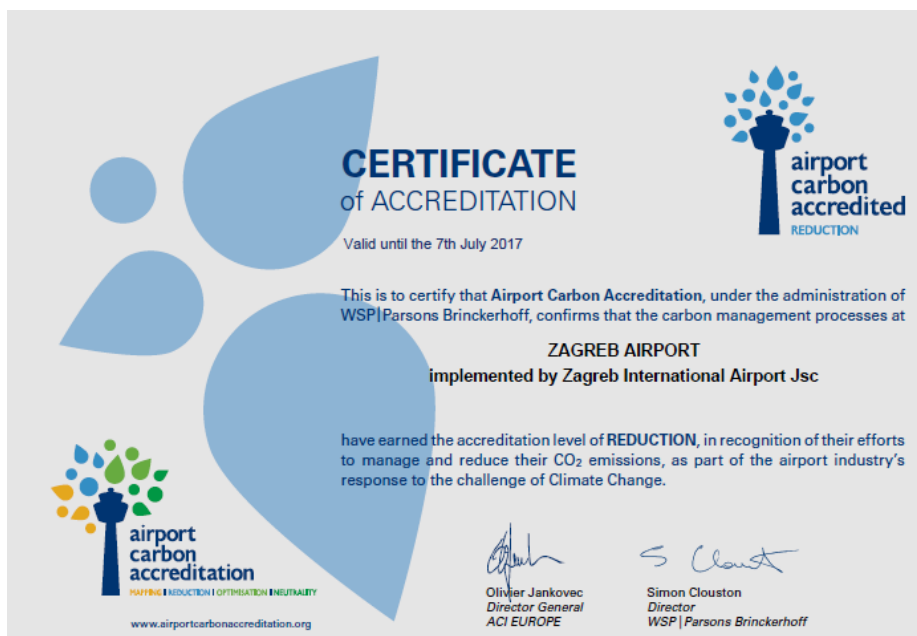 CERTIFICATE
of ACCREDITATION
Valid until the 7th July 2017
airport
carbon
accredited
REDUCTION
This is to certify that Airport Carbon Accreditation, under the administration of
WSP|Parsons Brinckerhoff, confirms that the carbon management processes at
ZAGREB AIRPORT
implemented by Zagreb International Airport Jsc
have earned the accreditation level of REDUCTION, in recognition of their efforts
to manage and reduce their CO₂ emissions, as part of the airport industry's
response to the challenge of Climate Change.
airport
carbon
accreditation
MAPPING | REDUCTION | OPTIMISATION | NEUTRALITY
www.airportcarbonaccreditation.org
Olivier Jankovec
Director General
ACI EUROPE
S Clouston
Simon Clouston
Director
WSP | Parsons Brinckerhoff